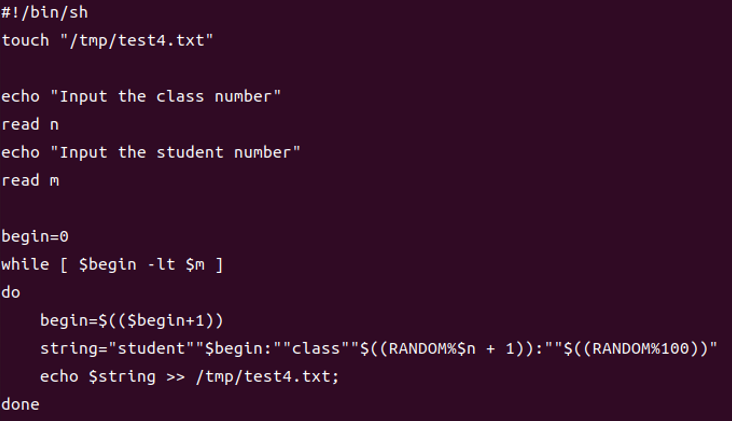 #!/bin/sh
touch "/tmp/test4.txt"
echo "Input the class number"
read n
echo "Input the student number"
read m
begin=0
while [ $begin -lt $m ]
do
    begin=$(($begin+1))
    string="student""$begin:""class""$((RANDOM%$n + 1)):""$((RANDOM%100))"
    echo $string >> /tmp/test4.txt;
done